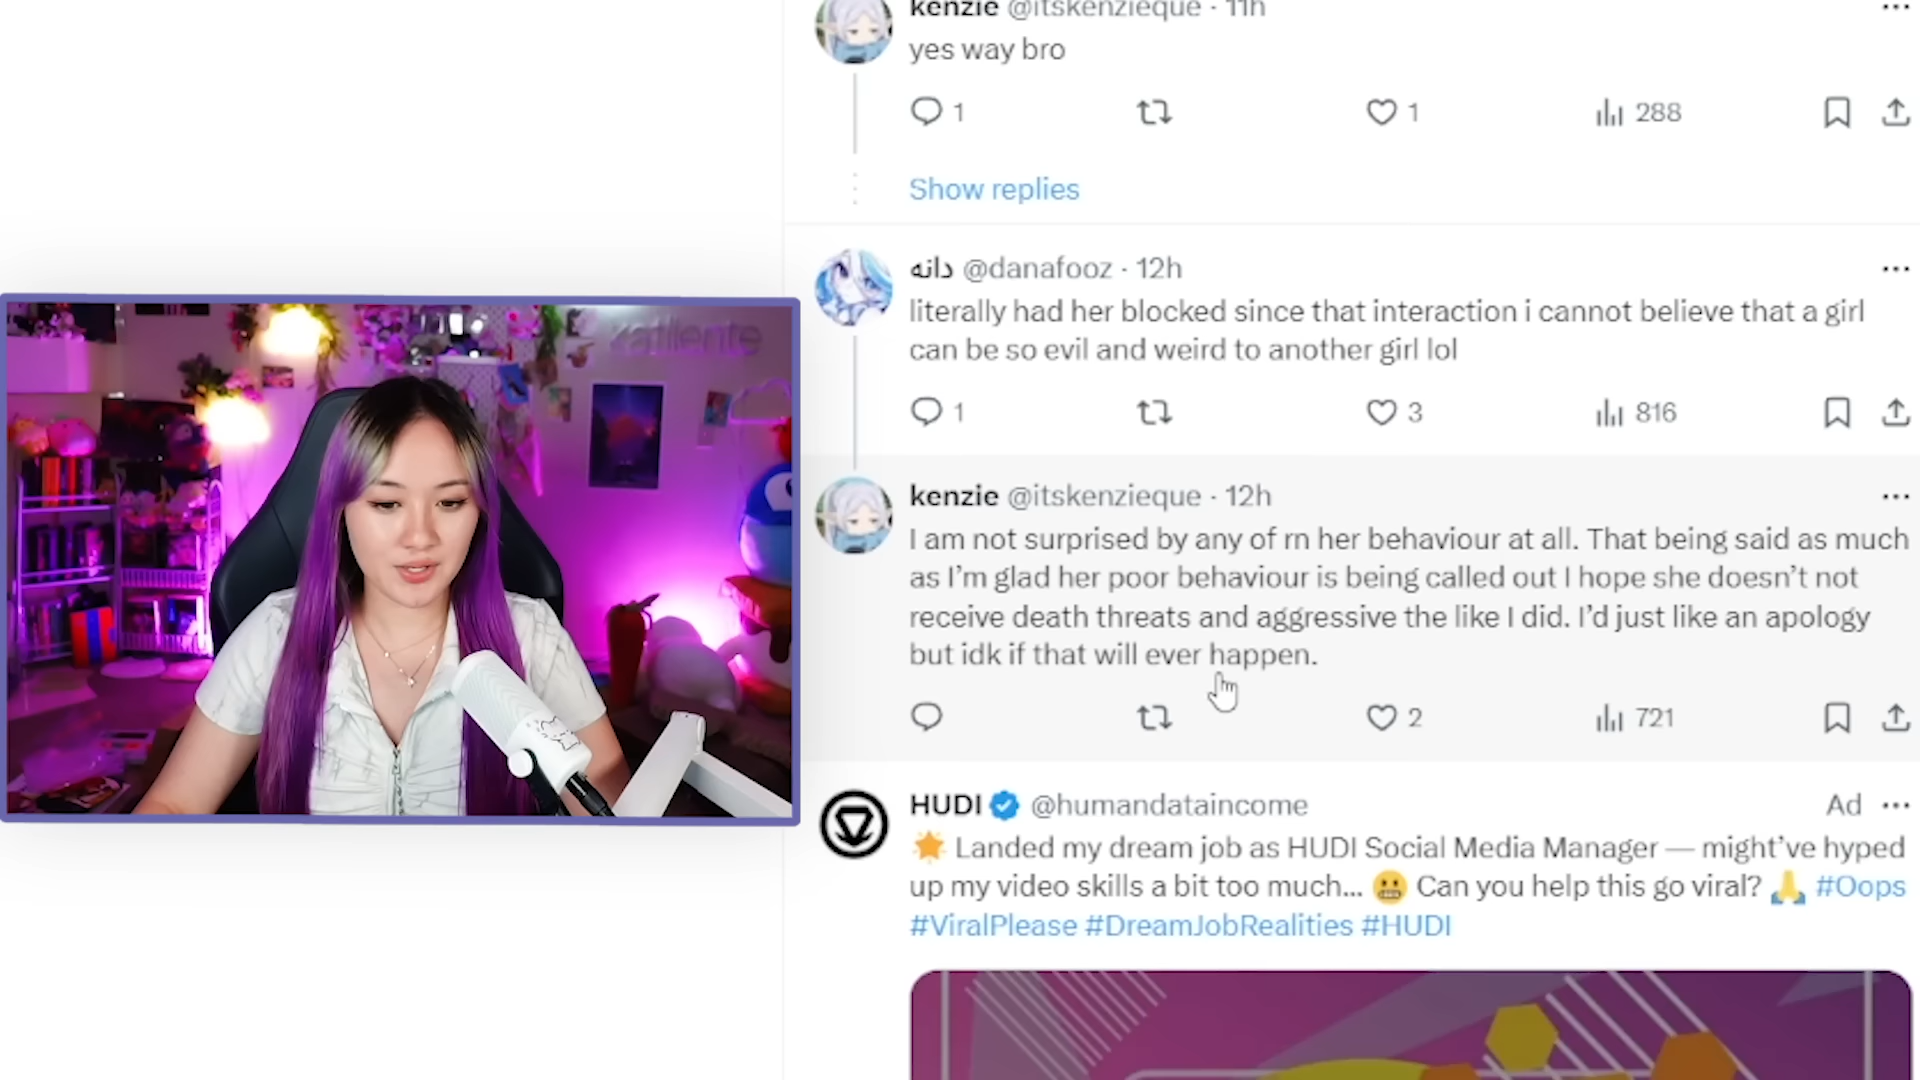 kenzie @itskenzieque · 11h
yes way bro
1 1 288
Show replies
دانه @danafooz · 12h
literally had her blocked since that interaction i cannot believe that a girl
can be so evil and weird to another girl lol
1 3 816
kenzie @itskenzieque · 12h
I am not surprised by any of rn her behaviour at all. That being said as much
as I’m glad her poor behaviour is being called out I hope she doesn’t not
receive death threats and aggressive the like I did. I’d just like an apology
but idk if that will ever happen.
2 721
HUDI @humandataincome Ad
Landed my dream job as HUDI Social Media Manager — might’ve hyped
up my video skills a bit too much... 😬 Can you help this go viral? 🙏 #Oops
#ViralPlease #DreamJobRealities #HUDI